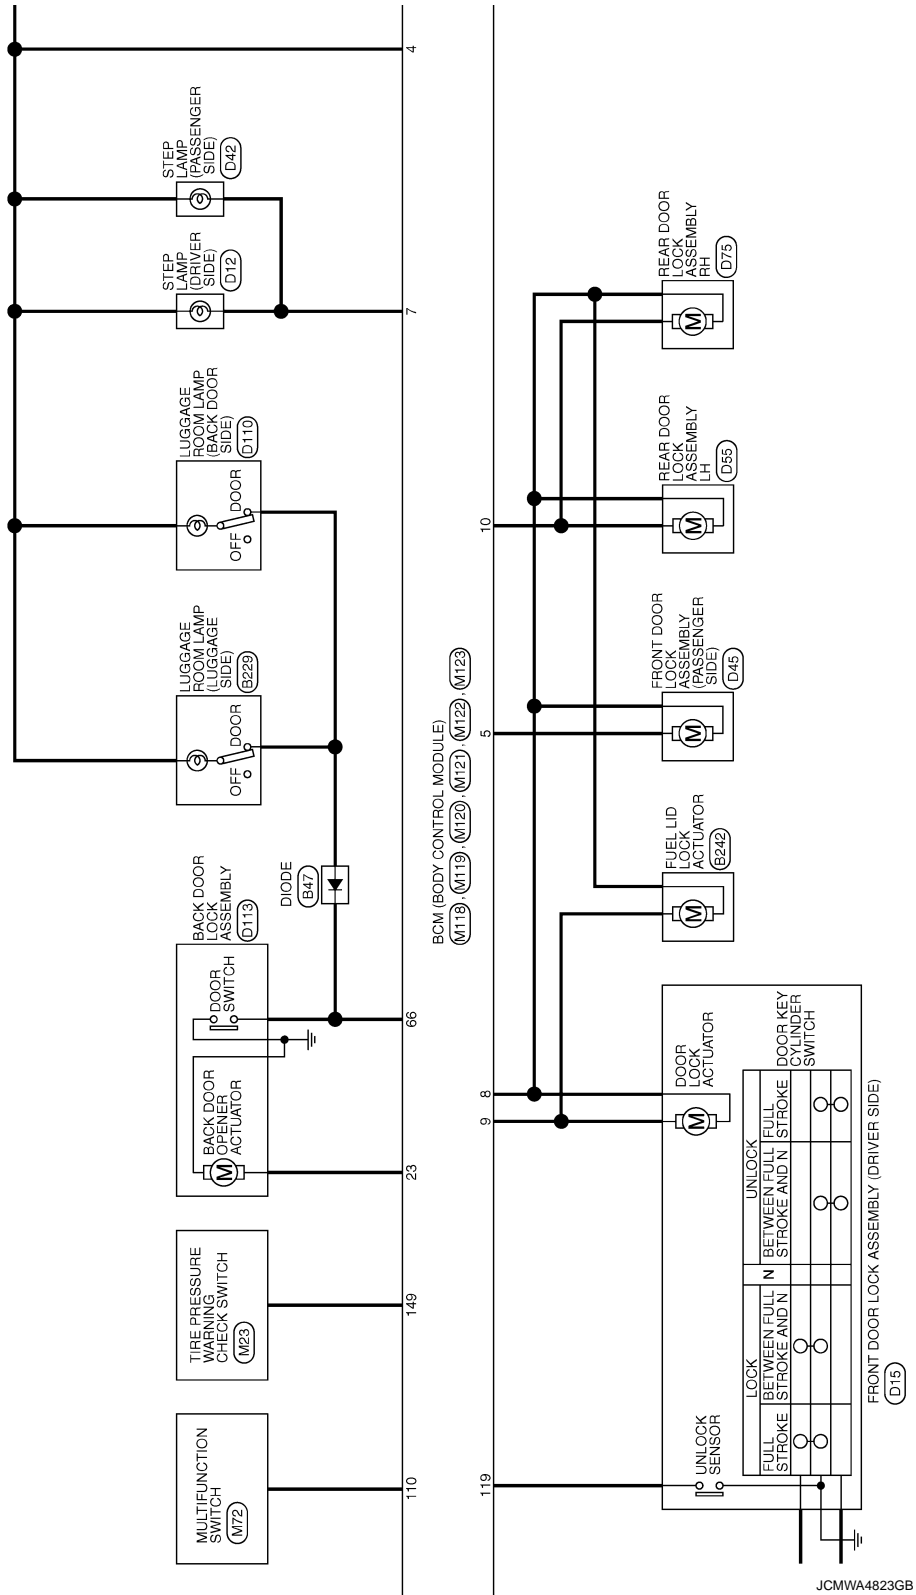 4
STEP
LAMP
(PASSENGER
SIDE)
D42
STEP
LAMP
(DRIVER
SIDE)
D12
7
LUGGAGE
ROOM LAMP
(BACK DOOR
SIDE)
D110
DOOR
OFF
LUGGAGE
ROOM LAMP
(LUGGAGE
SIDE)
B229
DOOR
OFF
DIODE
B47
BACK DOOR
LOCK
ASSEMBLY
D113
DOOR
SWITCH
66
BACK DOOR
OPENER
ACTUATOR
M
23
TIRE PRESSURE
WARNING
CHECK SWITCH
M23
149
MULTIFUNCTION
SWITCH
M72
110
BCM (BODY CONTROL MODULE)
M118 , M119 , M120 , M121 , M122 , M123
REAR DOOR
LOCK
ASSEMBLY
RH
D75
M
REAR DOOR
LOCK
ASSEMBLY
LH
D55
M
10
FRONT DOOR
LOCK
ASSEMBLY
(PASSENGER
SIDE)
D45
M
5
FUEL LID
LOCK
ACTUATOR
B242
M
8
9
DOOR
LOCK
ACTUATOR
M
DOOR KEY
CYLINDER
SWITCH
LOCK
N
UNLOCK
FULL
STROKE
BETWEEN FULL
STROKE AND N
BETWEEN FULL
STROKE AND N
FULL
STROKE
UNLOCK
SENSOR
119
FRONT DOOR LOCK ASSEMBLY (DRIVER SIDE)
D15
JCMWA4823GB